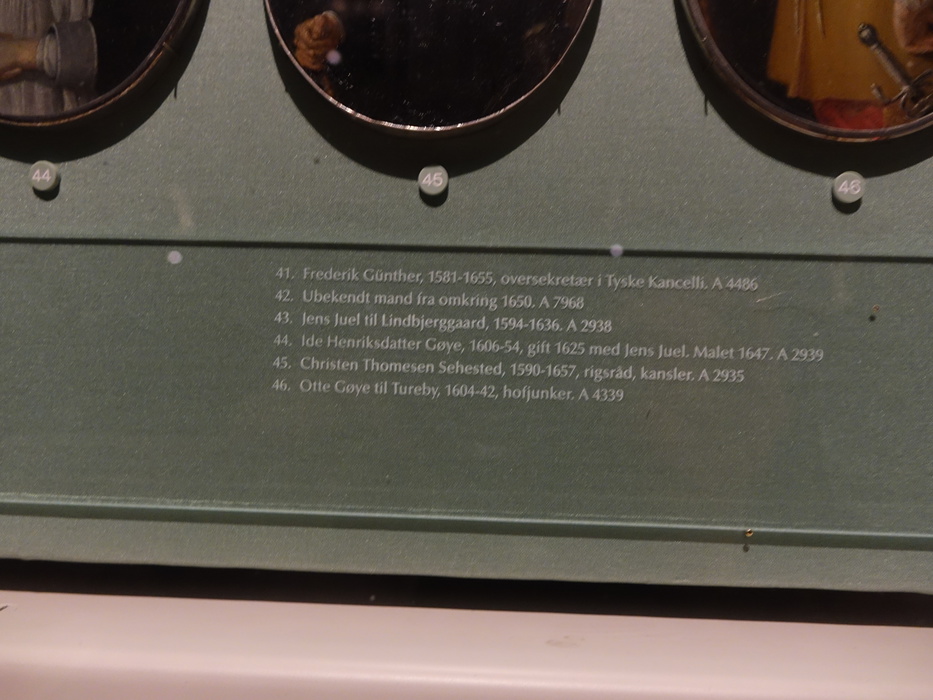 44
45
46
41. Frederik Günther, 1581-1655, oversekretær i Tyske Kancelli. A 4486
42. Ubekendt mand fra omkring 1650. A 7968
43. Jens Juel til Lindbjerggaard, 1594-1636. A 2938
44. Ide Henriksdatter Gøye, 1606-54, gift 1625 med Jens Juel. Malet 1647. A 2939
45. Christen Thomesen Sehested, 1590-1657, rigsråd, kansler. A 2935
46. Otte Gøye til Tureby, 1604-42, hofjunker. A 4339